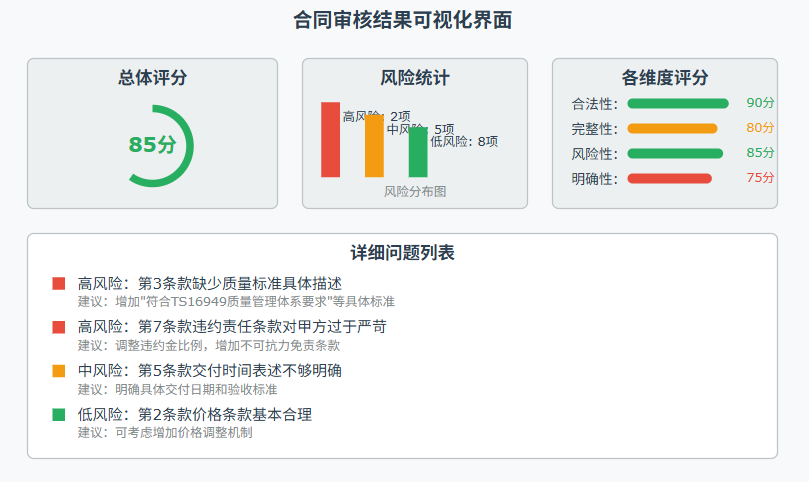 合同审核结果可视化界面
总体评分
85分
风险统计
高风险: 2项
中风险: 5项
低风险: 8项
风险分布图
各维度评分
合法性: 90分
完整性: 80分
风险性: 85分
明确性: 75分
详细问题列表
高风险：第3条款缺少质量标准具体描述
建议：增加"符合TS16949质量管理体系要求"等具体标准
高风险：第7条款违约责任条款对甲方过于严苛
建议：调整违约金比例，增加不可抗力免责条款
中风险：第5条款交付时间表述不够明确
建议：明确具体交付日期和验收标准
低风险：第2条款价格条款基本合理
建议：可考虑增加价格调整机制